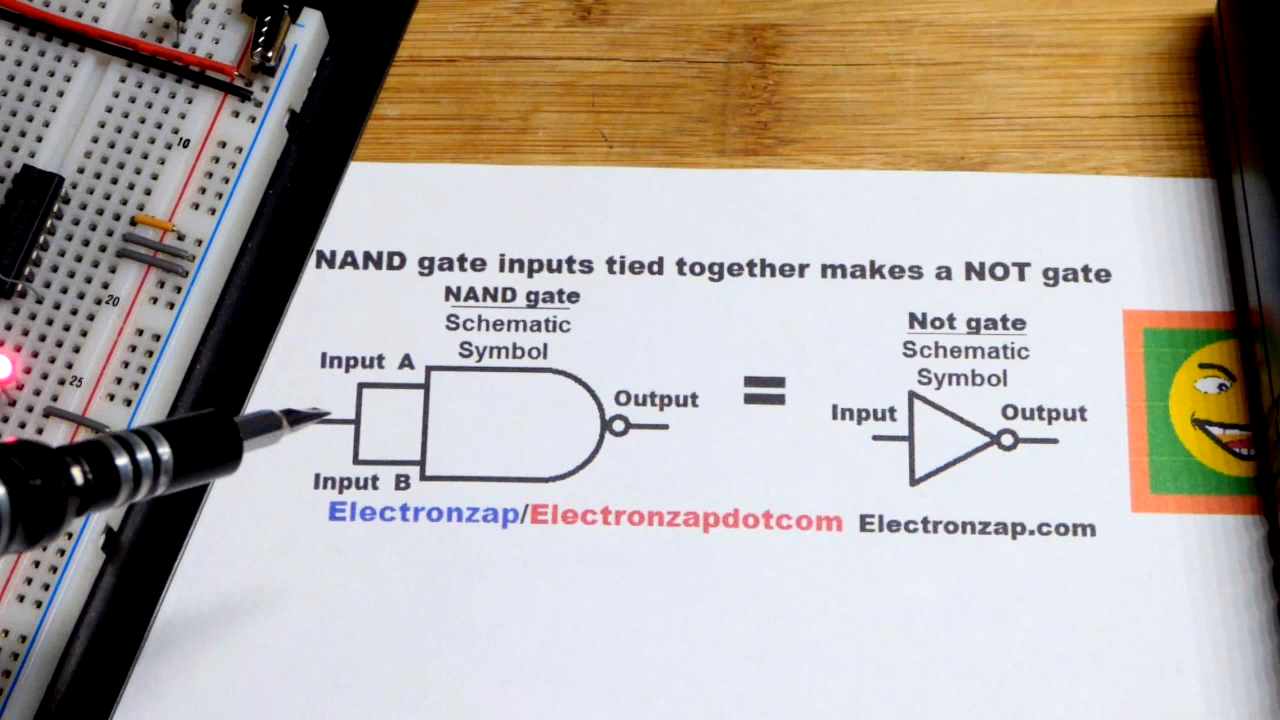 10
20
25
NAND gate inputs tied together makes a NOT gate
NAND gate
Schematic
Symbol
Input A
Input B
Output
=
Not gate
Schematic
Symbol
Input
Output
Electronzap/Electronzapdotcom Electronzap.com